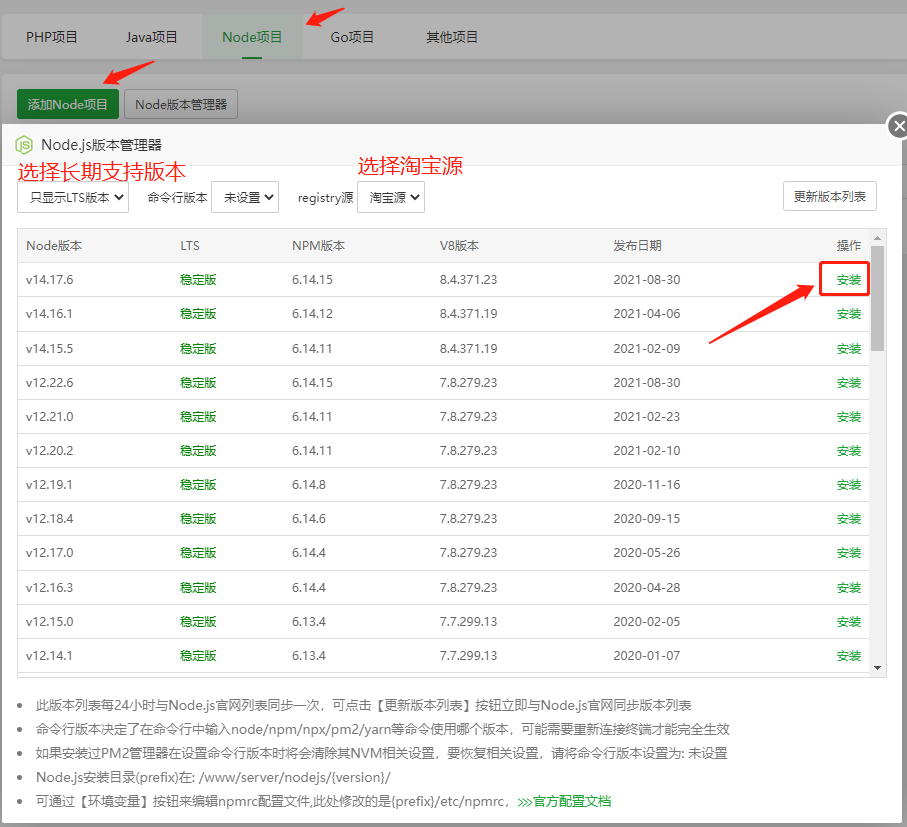 PHP项目 Java项目 Node项目 Go项目 其他项目
添加Node项目 Node版本管理器
Node.js版本管理器
选择长期支持版本 选择淘宝源
只显示LTS版本 命令行版本 未设置 registry源 淘宝源 更新版本列表
Node版本 LTS NPM版本 V8版本 发布日期 操作
v14.17.6 稳定版 6.14.15 8.4.371.23 2021-08-30 安装
v14.16.1 稳定版 6.14.12 8.4.371.19 2021-04-06 安装
v14.15.5 稳定版 6.14.11 8.4.371.19 2021-02-09 安装
v12.22.6 稳定版 6.14.15 7.8.279.23 2021-08-30 安装
v12.21.0 稳定版 6.14.11 7.8.279.23 2021-02-23 安装
v12.20.2 稳定版 6.14.11 7.8.279.23 2021-02-10 安装
v12.19.1 稳定版 6.14.8 7.8.279.23 2020-11-16 安装
v12.18.4 稳定版 6.14.6 7.8.279.23 2020-09-15 安装
v12.17.0 稳定版 6.14.4 7.8.279.23 2020-05-26 安装
v12.16.3 稳定版 6.14.4 7.8.279.23 2020-04-28 安装
v12.15.0 稳定版 6.13.4 7.7.299.13 2020-02-05 安装
v12.14.1 稳定版 6.13.4 7.7.299.13 2020-01-07 安装
此版本列表每24小时与Node.js官网列表同步一次，可点击【更新版本列表】按钮立即与Node.js官网同步版本列表
命令行版本决定了在命令行中输入node/npm/npx/pm2/yarn等命令使用哪个版本，可能需要重新连接终端才能完全生效
如果安装过PM2管理器在设置命令行版本时将会清除其NVM相关设置，要恢复相关设置，请将命令行版本设置为: 未设置
Node.js安装目录(prefix)在: /www/server/nodejs/{version}/
可通过【环境变量】按钮来编辑npmrc配置文件,此处修改的是{prefix}/etc/npmrc，>>>官方配置文档